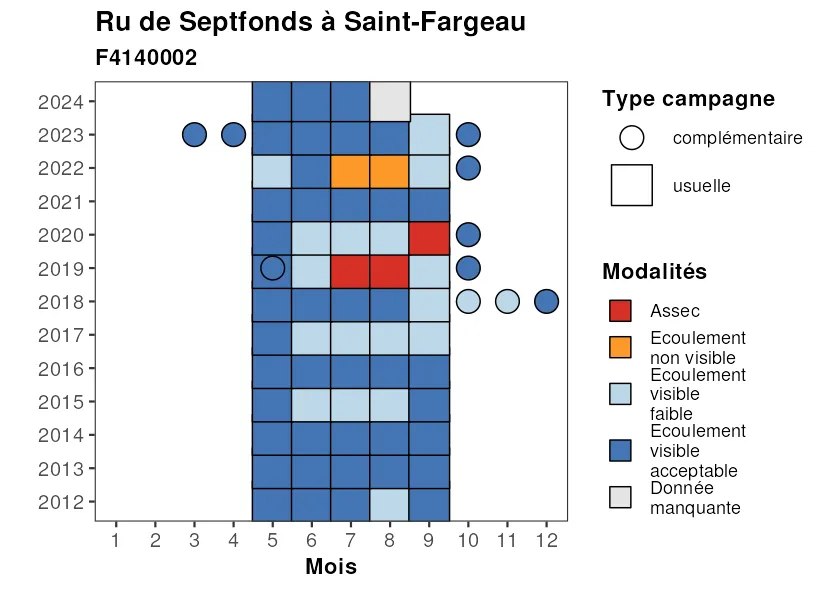 Ru de Septfonds à Saint-Fargeau
F4140002
2024
2023
2022
2021
2020
2019
2018
2017
2016
2015
2014
2013
2012
1 2 3 4 5 6 7 8 9 10 11 12
Mois
Type campagne
complémentaire
usuelle
Modalités
Assec
Ecoulement
non visible
Ecoulement
visible
faible
Ecoulement
visible
acceptable
Donnée
manquante